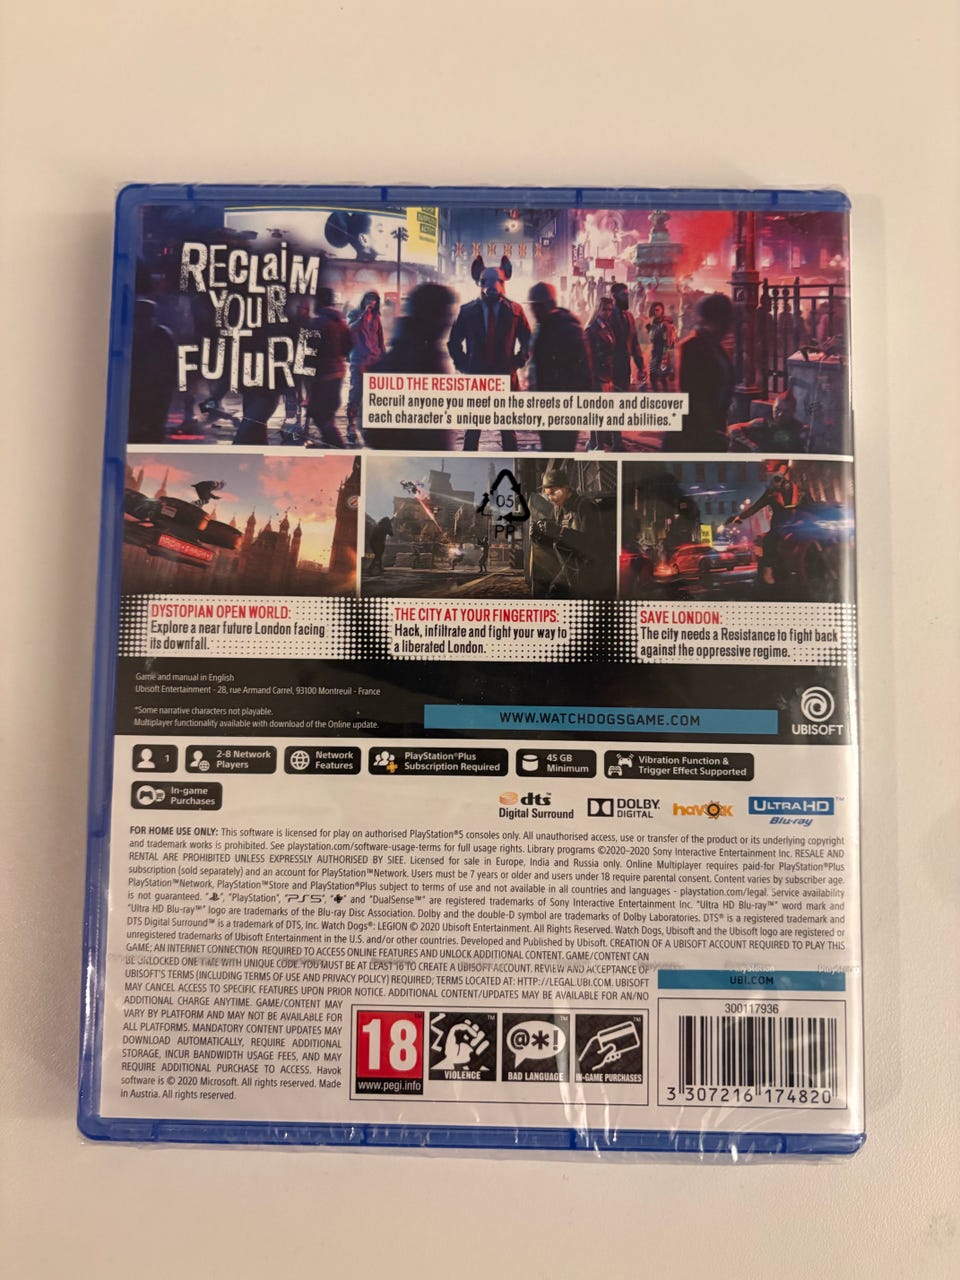 RECLaiM
YOUR
FUTURE
BUILD THE RESISTANCE:
Recruit anyone you meet on the streets of London and discover
each character's unique backstory, personality and abilities.*
05
PP
DYSTOPIAN OPEN WORLD:
Explore a near future London facing
its downfall.
THE CITY AT YOUR FINGERTIPS:
Hack, infiltrate and fight your way to
a liberated London.
SAVE LONDON:
The city needs a Resistance to fight back
against the oppressive regime.
Game and manual in English
Ubisoft Entertainment - 28, rue Armand Carrel, 93100 Montreuil - France
*Some narrative characters not playable.
Multiplayer functionality available with download of the Online update.
WWW.WATCHDOGSGAME.COM
UBISOFT
1
2-8 Network
Players
Network
Features
PlayStation®Plus
Subscription Required
45 GB
Minimum
Vibration Function &
Trigger Effect Supported
In-game
Purchases
dts
Digital Surround
DOLBY
DIGITAL
havok
ULTRA HD™
Blu-ray
FOR HOME USE ONLY: This software is licensed for play on authorised PlayStation®5 consoles only. All unauthorised access, use or transfer of the product or its underlying copyright
and trademark works is prohibited. See playstation.com/software-usage-terms for full usage rights. Library programs ©2020-2020 Sony Interactive Entertainment Inc. RESALE AND
RENTAL ARE PROHIBITED UNLESS EXPRESSLY AUTHORISED BY SIEE. Licensed for sale in Europe, India and Russia only. Online Multiplayer requires paid-for PlayStation®Plus
subscription (sold separately) and an account for PlayStation™Network. Users must be 7 years or older and users under 18 require parental consent. Content varies by subscriber age.
PlayStation™Network, PlayStation™Store and PlayStation®Plus subject to terms of use and not available in all countries and languages - playstation.com/legal. Service availability
is not guaranteed. " ", "PlayStation", "PS5", " " and "DualSense™" are registered trademarks of Sony Interactive Entertainment Inc. "Ultra HD Blu-ray™" word mark and
"Ultra HD Blu-ray™" logo are trademarks of the Blu-ray Disc Association. Dolby and the double-D symbol are trademarks of Dolby Laboratories. DTS® is a registered trademark and
DTS Digital Surround™ is a trademark of DTS, Inc. Watch Dogs®: LEGION © 2020 Ubisoft Entertainment. All Rights Reserved. Watch Dogs, Ubisoft and the Ubisoft logo are registered or
unregistered trademarks of Ubisoft Entertainment in the U.S. and/or other countries. Developed and Published by Ubisoft. CREATION OF A UBISOFT ACCOUNT REQUIRED TO PLAY THIS
GAME; AN INTERNET CONNECTION REQUIRED TO ACCESS ONLINE FEATURES AND UNLOCK ADDITIONAL CONTENT. GAME/CONTENT CAN
BE UNLOCKED ONE TIME WITH UNIQUE CODE. YOU MUST BE AT LEAST 16 TO CREATE A UBISOFT ACCOUNT. REVIEW AND ACCEPTANCE OF
UBISOFT'S TERMS (INCLUDING TERMS OF USE AND PRIVACY POLICY) REQUIRED; TERMS LOCATED AT: HTTP://LEGAL.UBI.COM. UBISOFT
MAY CANCEL ACCESS TO SPECIFIC FEATURES UPON PRIOR NOTICE. ADDITIONAL CONTENT/UPDATES MAY BE AVAILABLE FOR AN/NO
ADDITIONAL CHARGE ANYTIME. GAME/CONTENT MAY
VARY BY PLATFORM AND MAY NOT BE AVAILABLE FOR
ALL PLATFORMS. MANDATORY CONTENT UPDATES MAY
DOWNLOAD AUTOMATICALLY, REQUIRE ADDITIONAL
STORAGE, INCUR BANDWIDTH USAGE FEES, AND MAY
REQUIRE ADDITIONAL PURCHASE TO ACCESS. Havok
software is © 2020 Microsoft. All rights reserved. Made
in Austria. All rights reserved.
PlayStation
PlayStation
UBI.COM
18
www.pegi.info
VIOLENCE
@*!
BAD LANGUAGE
IN-GAME PURCHASES
300117936
3 307216 174820